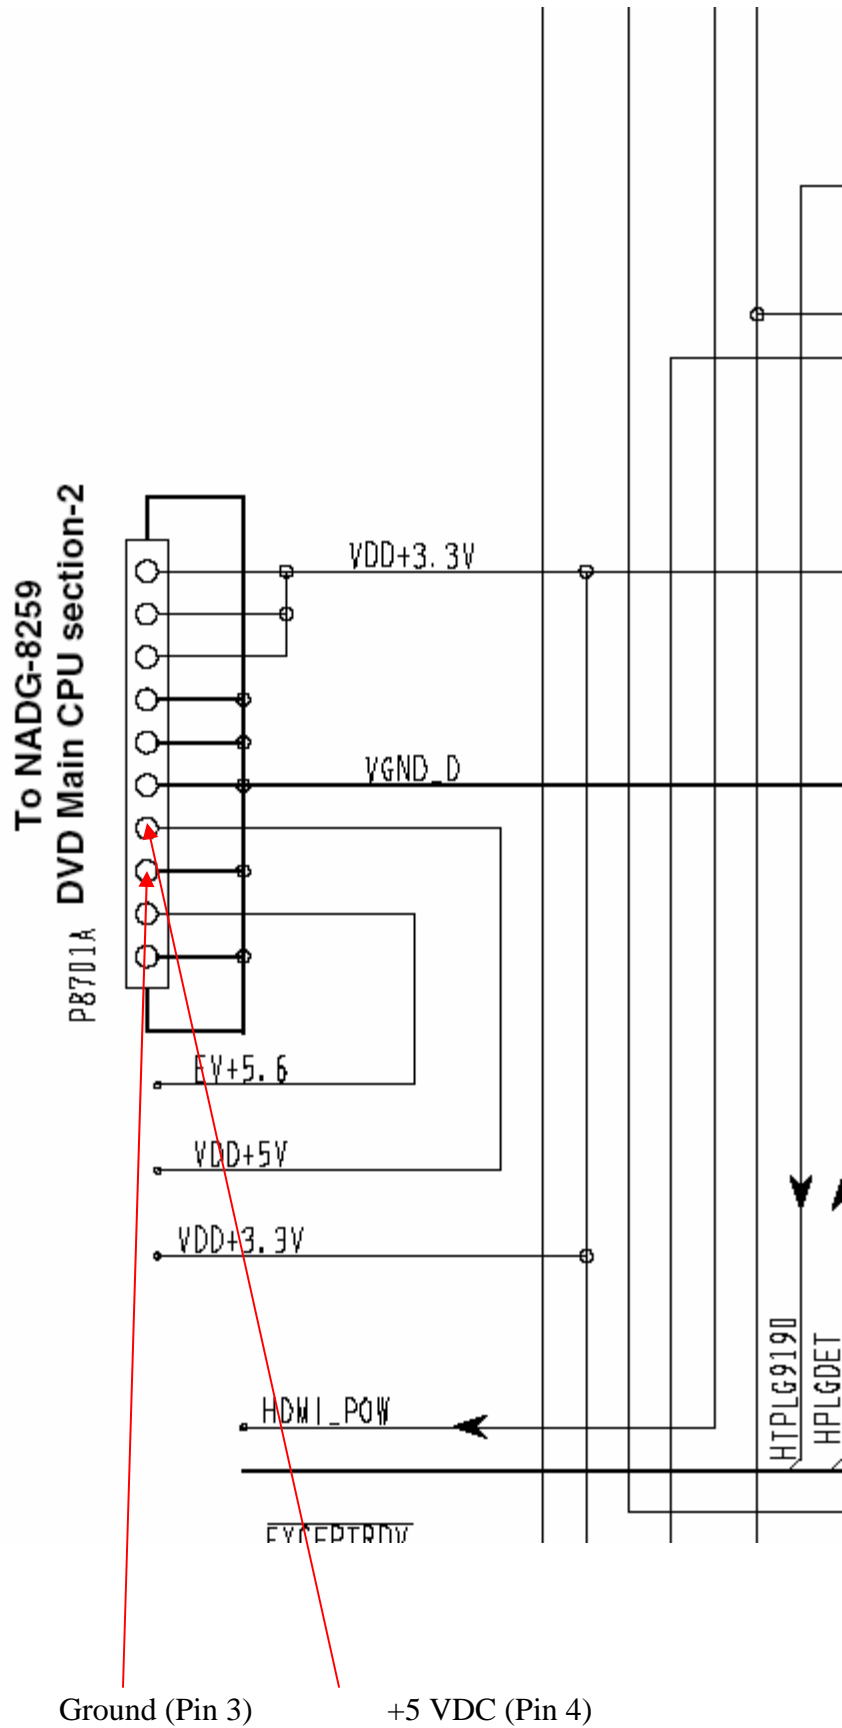 To NADG-8259
DVD Main CPU section-2
P8701A
VDD+3.3V
VGND_D
EV+5.6
VDD+5V
VDD+3.3V
HDMI_POW
HTPLG9190
HPLGDET
EXCEPTRDY
Ground (Pin 3)
+5 VDC (Pin 4)